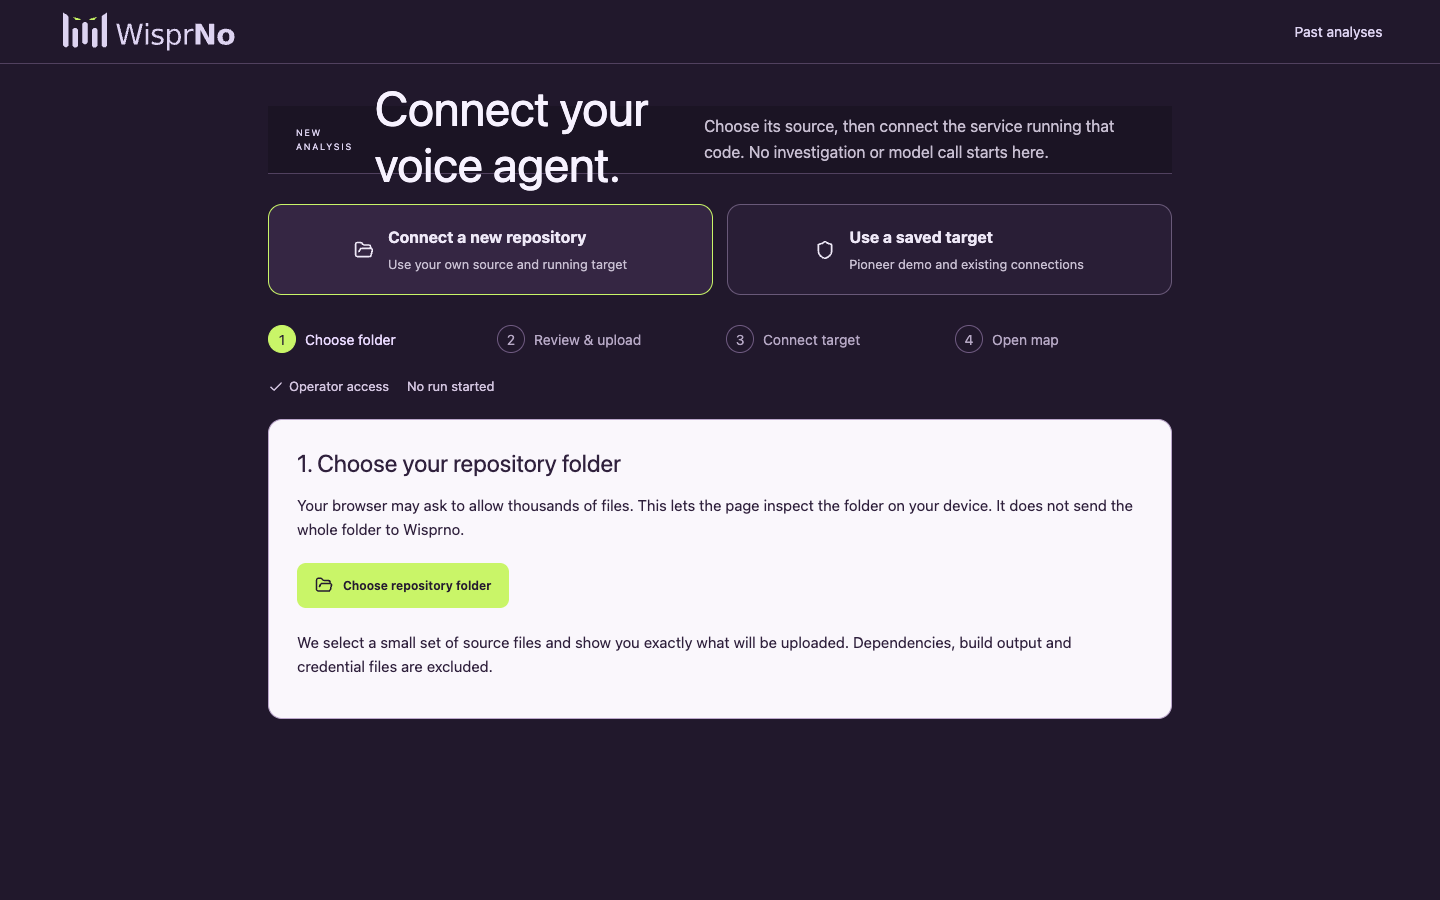 WisprNo
Past analyses
NEW
ANALYSIS
Connect your
voice agent.
Choose its source, then connect the service running that
code. No investigation or model call starts here.
Connect a new repository
Use your own source and running target
Use a saved target
Pioneer demo and existing connections
1 Choose folder
2 Review & upload
3 Connect target
4 Open map
Operator access
No run started
1. Choose your repository folder
Your browser may ask to allow thousands of files. This lets the page inspect the folder on your device. It does not send the
whole folder to Wisprno.
Choose repository folder
We select a small set of source files and show you exactly what will be uploaded. Dependencies, build output and
credential files are excluded.